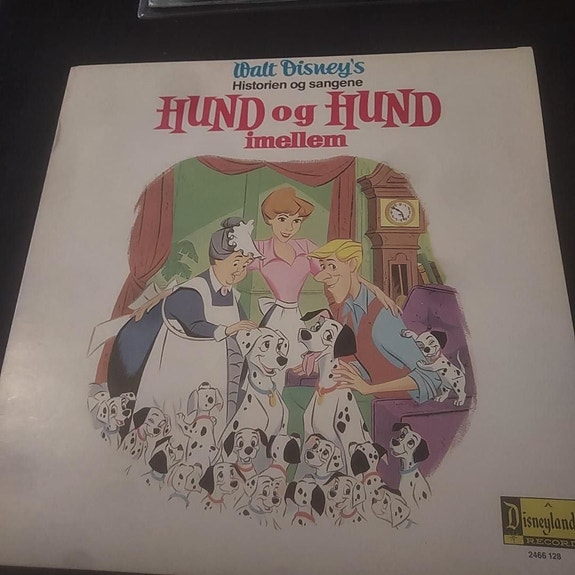 Walt Disney's
Historien og sangene
HUND og HUND
imellem
A
Disneyland
RECORD
2466 128